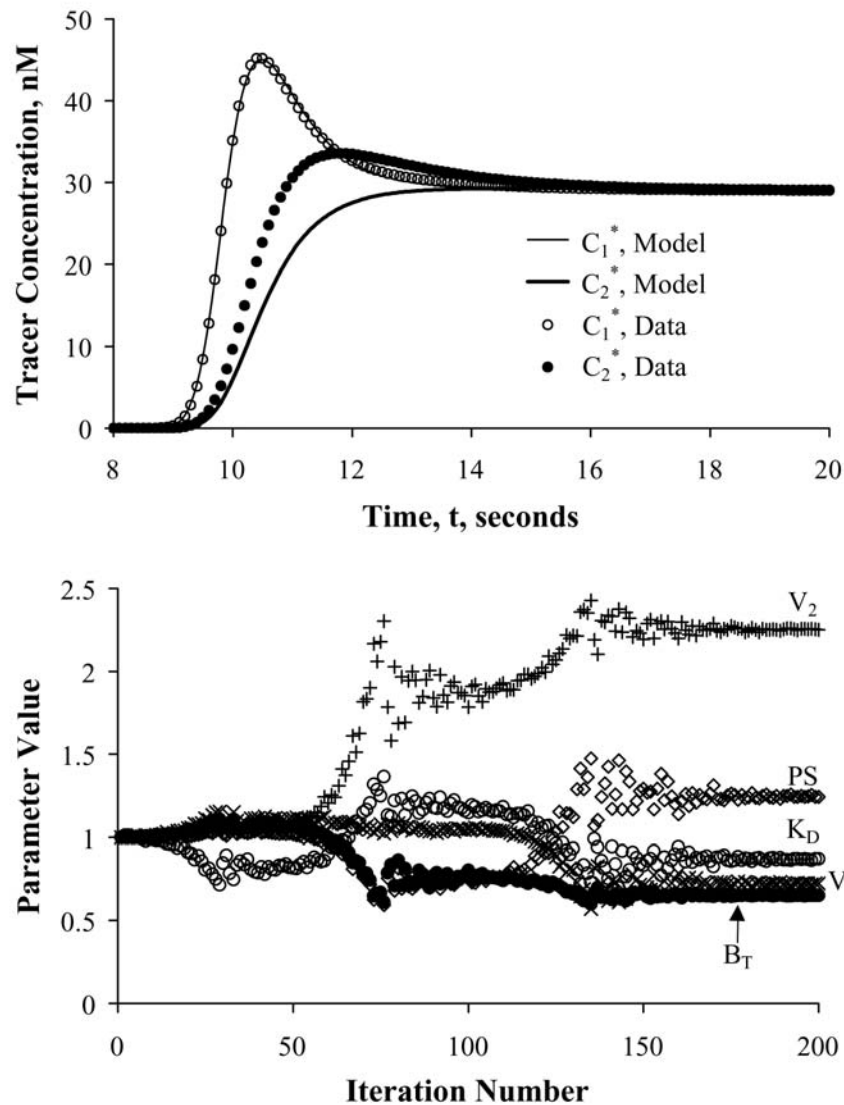 50
40
30
20
10
0
Tracer Concentration, nM
C1*, Model
C2*, Model
C1*, Data
C2*, Data
8 10 12 14 16 18 20
Time, t, seconds
2.5
2
1.5
1
0.5
0
Parameter Value
V2
PS
KD
V
BT
0 50 100 150 200
Iteration Number